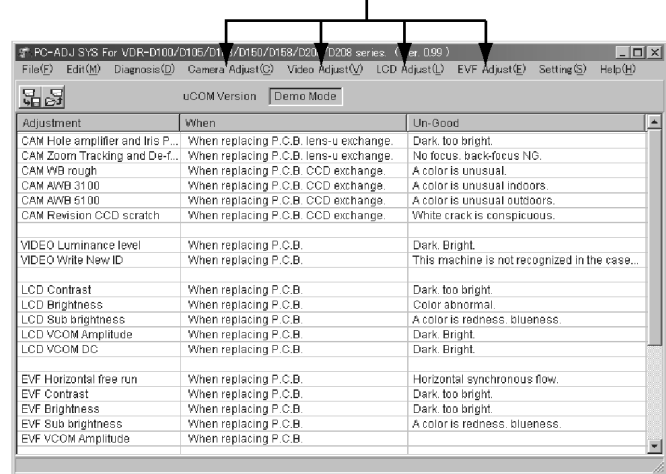 PC-ADJ SYS For VDR-D100/D105/D150/D158/D20 /D208 series. ( er. 0.99 )
File(F) Edit(M) Diagnosis(D) Camera Adjust(C) Video Adjust(V) LCD Adjust(L) EVF Adjust(E) Setting(S) Help(H)
uCOM Version Demo Mode
Adjustment When Un-Good
CAM Hole amplifier and Iris P... When replacing P.C.B. lens-u exchange. Dark. too bright.
CAM Zoom Tracking and De-f... When replacing P.C.B. lens-u exchange. No focus. back-focus NG.
CAM WB rough When replacing P.C.B. CCD exchange. A color is unusual.
CAM AWB 3100 When replacing P.C.B. CCD exchange. A color is unusual indoors.
CAM AWB 5100 When replacing P.C.B. CCD exchange. A color is unusual outdoors.
CAM Revision CCD scratch When replacing P.C.B. CCD exchange. White crack is conspicuous.
VIDEO Luminance level When replacing P.C.B. Dark. Bright.
VIDEO Write New ID When replacing P.C.B. This machine is not recognized in the case...
LCD Contrast When replacing P.C.B. Dark. too bright.
LCD Brightness When replacing P.C.B. Color abnormal.
LCD Sub brightness When replacing P.C.B. A color is redness. blueness.
LCD VCOM Amplitude When replacing P.C.B. Dark. Bright.
LCD VCOM DC When replacing P.C.B. Dark. Bright.
EVF Horizontal free run When replacing P.C.B. Horizontal synchronous flow.
EVF Contrast When replacing P.C.B. Dark. too bright.
EVF Brightness When replacing P.C.B. Dark. too bright.
EVF Sub brightness When replacing P.C.B. A color is redness. blueness.
EVF VCOM Amplitude When replacing P.C.B.